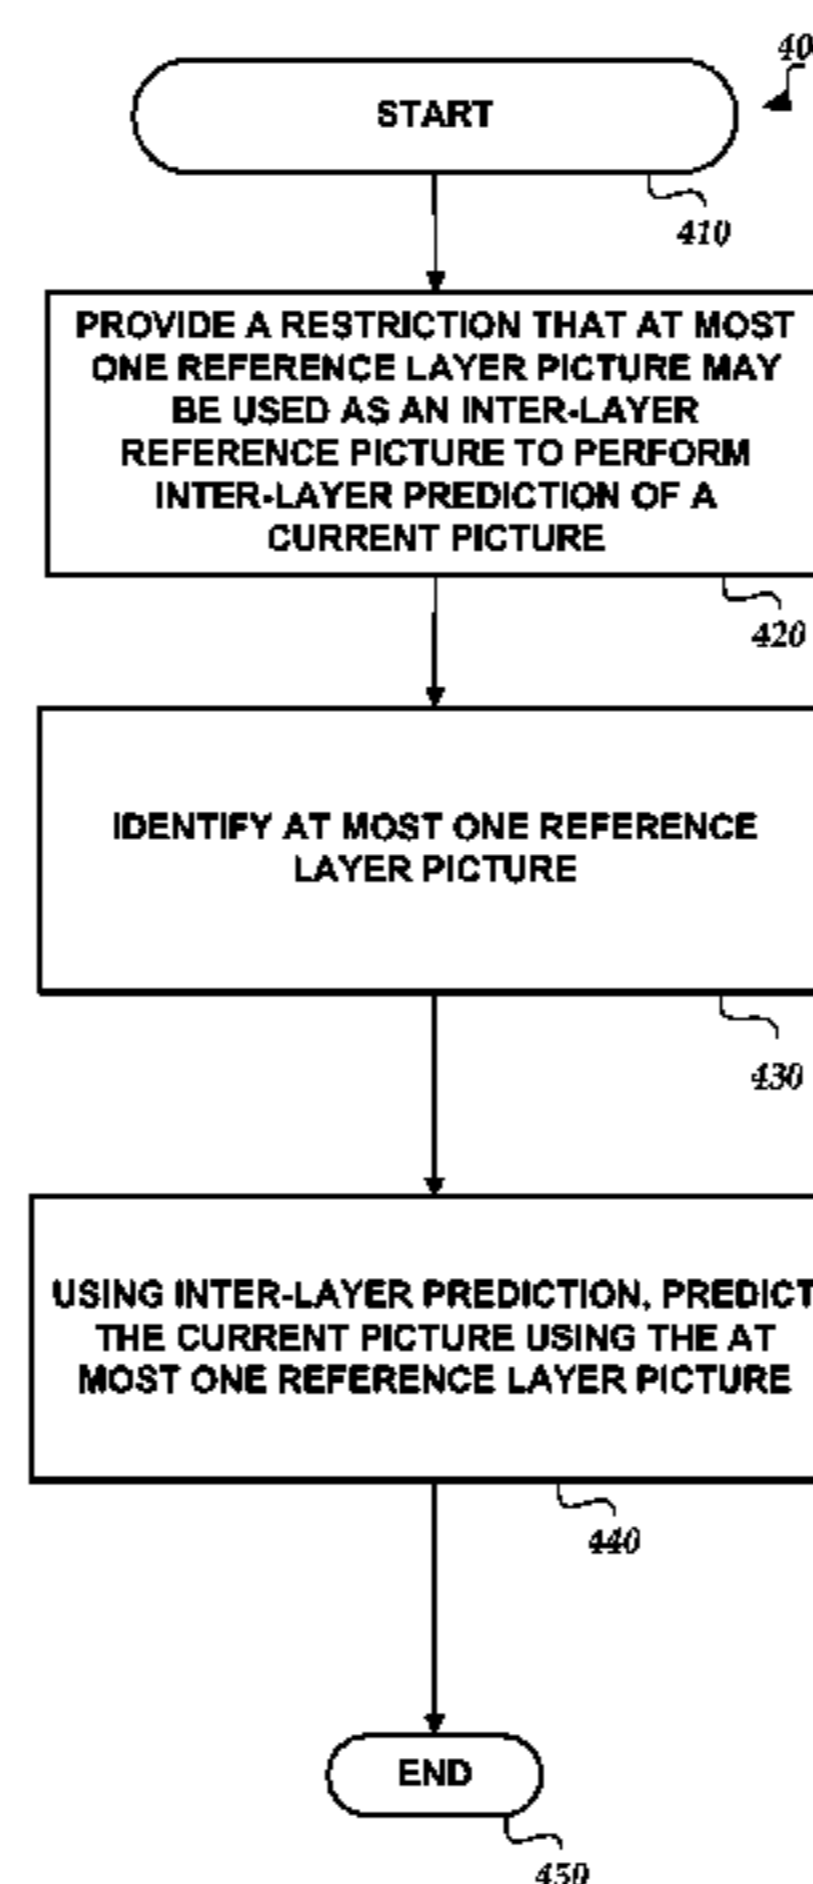 40
START
410
PROVIDE A RESTRICTION THAT AT MOST
ONE REFERENCE LAYER PICTURE MAY
BE USED AS AN INTER-LAYER
REFERENCE PICTURE TO PERFORM
INTER-LAYER PREDICTION OF A
CURRENT PICTURE
420
IDENTIFY AT MOST ONE REFERENCE
LAYER PICTURE
430
USING INTER-LAYER PREDICTION, PREDICT
THE CURRENT PICTURE USING THE AT
MOST ONE REFERENCE LAYER PICTURE
440
END
450